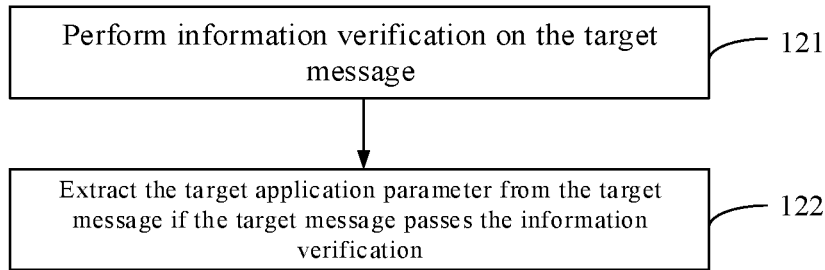 Perform information verification on the target
message
121
Extract the target application parameter from the target
message if the target message passes the information
verification
122